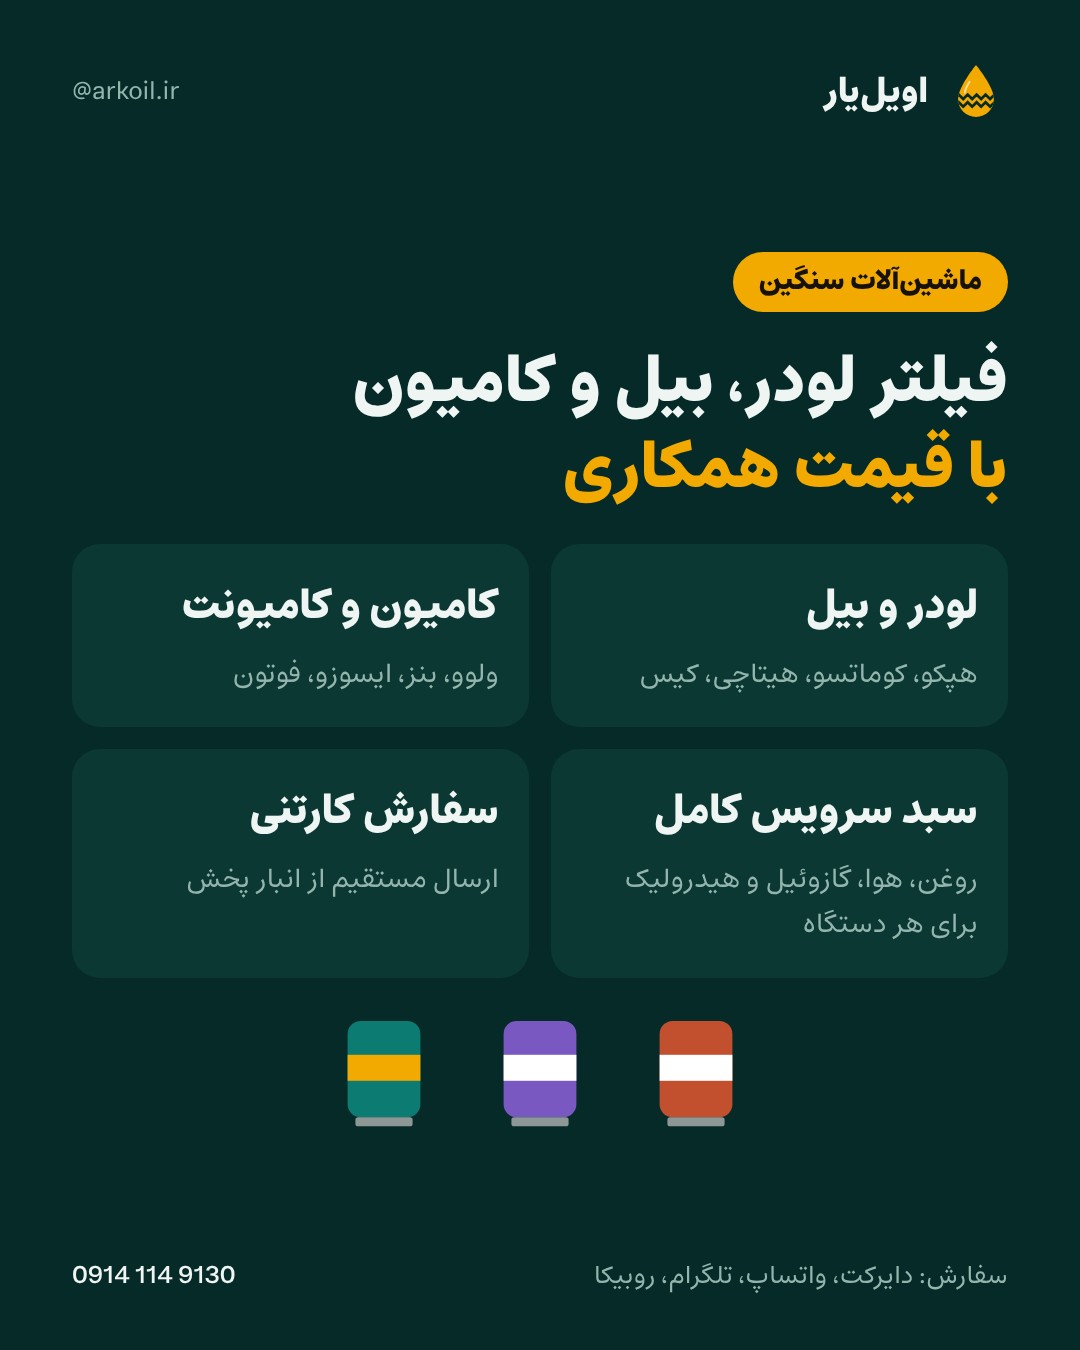 اویل‌یار
@arkoil.ir
ماشین‌آلات سنگین
فیلتر لودر، بیل و کامیون
با قیمت همکاری
لودر و بیل
هپکو، کوماتسو، هیتاچی، کیس
کامیون و کامیونت
ولوو، بنز، ایسوزو، فوتون
سبد سرویس کامل
روغن، هوا، گازوئیل و هیدرولیک
برای هر دستگاه
سفارش کارتنی
ارسال مستقیم از انبار پخش
سفارش: دایرکت، واتساپ، تلگرام، روبیکا
0914 114 9130